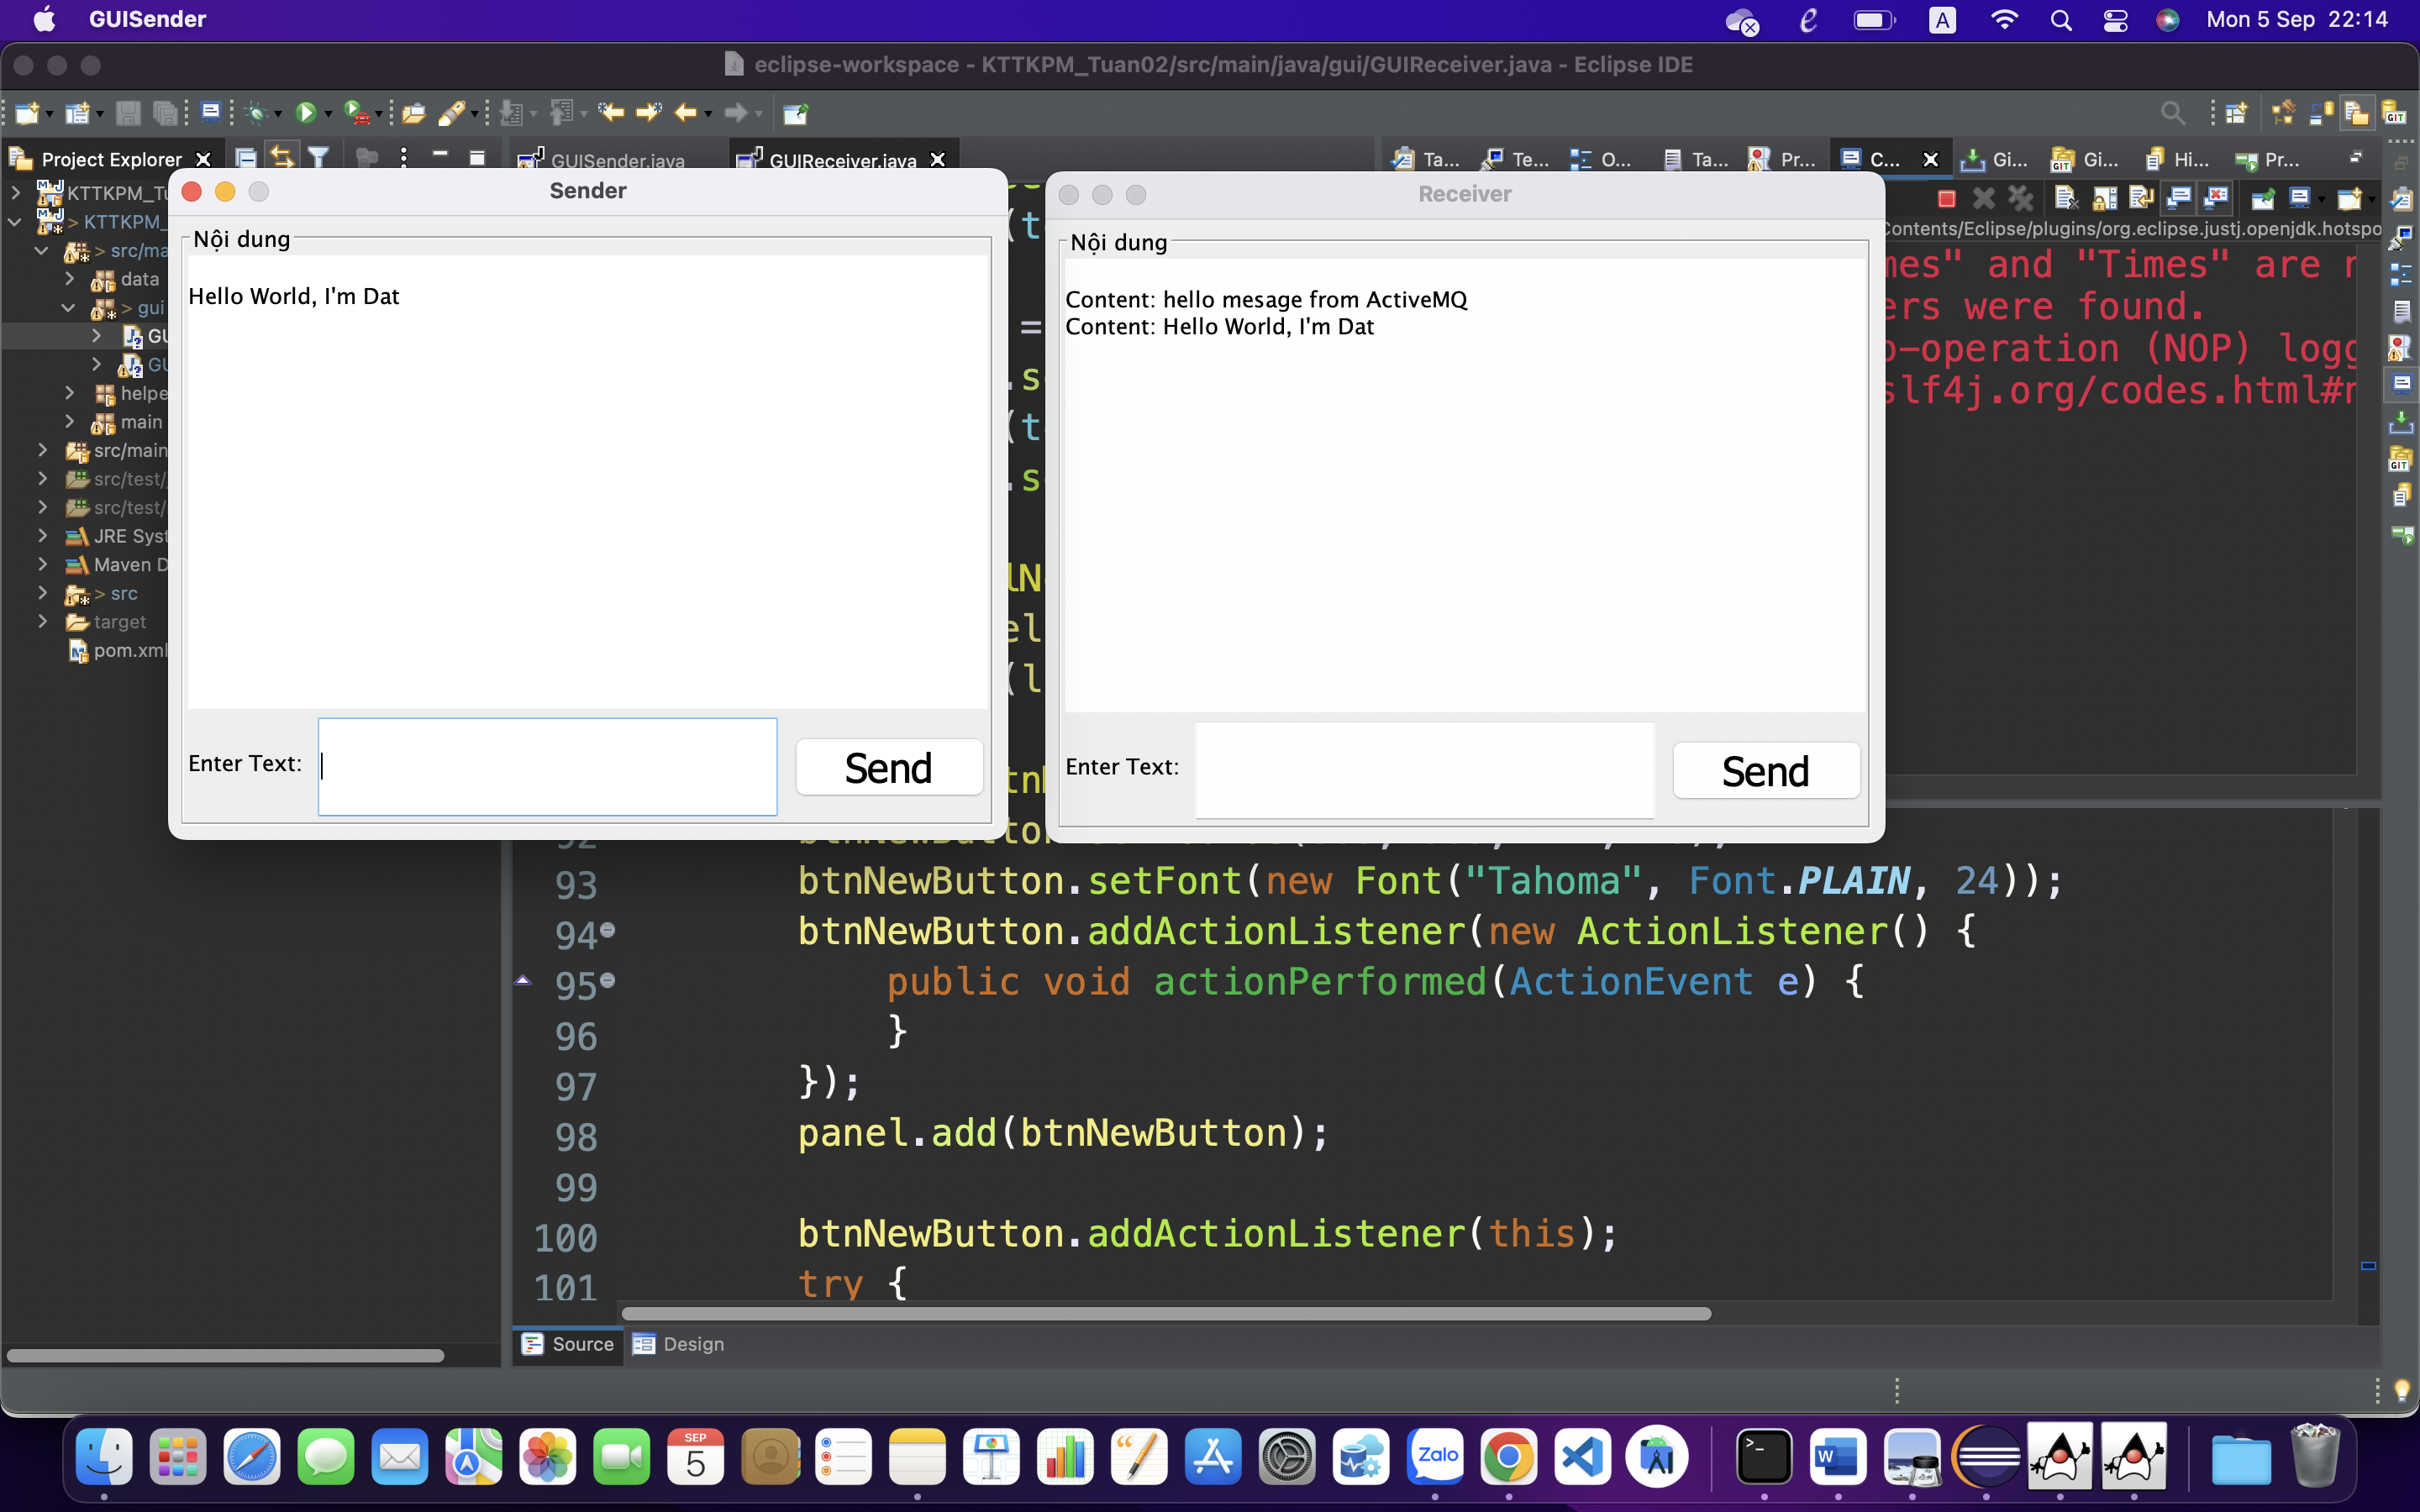 GUISender
A
Mon 5 Sep 22:14
eclipse-workspace - KTTKPM_Tuan02/src/main/java/gui/GUIReceiver.java - Eclipse IDE
Project Explorer
GUISender.java
GUIReceiver.java
Ta...
Te...
O...
Ta...
Pr...
C...
Gi...
Gi...
Hi...
Pr...
KTTKPM_Tu
> KTTKPM_
> src/ma
data
> gui
GU
GU
helpe
main
src/main
src/test/
src/test/
JRE Syst
Maven D
> src
target
pom.xml
Sender
Nội dung
Hello World, I'm Dat
Enter Text:
Send
Receiver
Nội dung
Content: hello mesage from ActiveMQ
Content: Hello World, I'm Dat
Enter Text:
Send
Contents/Eclipse/plugins/org.eclipse.justj.openjdk.hotspo
mes" and "Times" are
ers were found.
o-operation (NOP) logg
slf4j.org/codes.html#
(t
=
.s
(t
.s
lN
el
(l
93 btnNewButton.setFont(new Font("Tahoma", Font.PLAIN, 24));
94 btnNewButton.addActionListener(new ActionListener() {
95 public void actionPerformed(ActionEvent e) {
96 }
97 });
98 panel.add(btnNewButton);
99
100 btnNewButton.addActionListener(this);
101 try {
Source
Design
SEP
5
Zalo
W